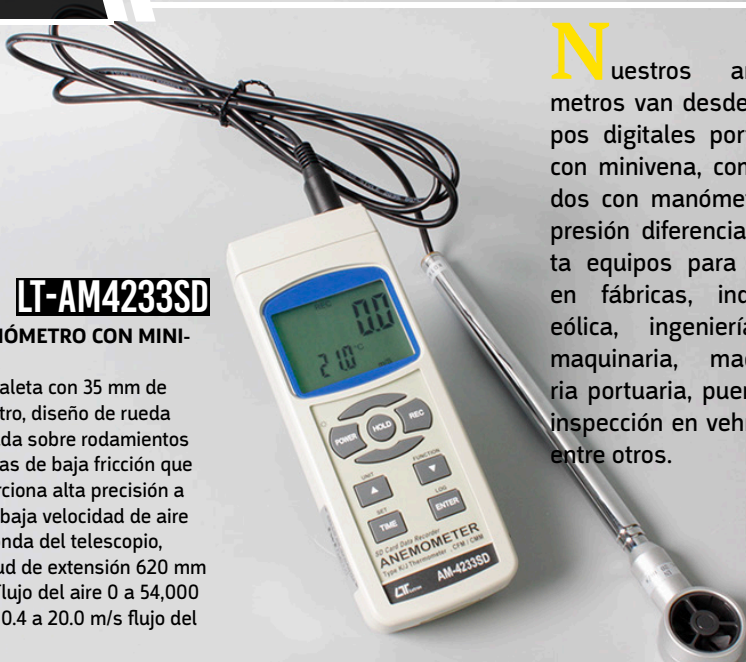 LT-AM4233SD
ÓMETRO CON MINI-
aleta con 35 mm de
tro, diseño de rueda
da sobre rodamientos
as de baja fricción que
rciona alta precisión a
baja velocidad de aire
onda del telescopio,
ud de extensión 620 mm
Flujo del aire 0 a 54,000
0.4 a 20.0 m/s flujo del
REC
0.0
21.0 °C
m/s
POWER
HOLD
REC
UNIT
FUNCTION
SET
TIME
LOG
ENTER
SD Card Data Recorder
ANEMOMETER
Type K/J Thermometer , CFM / CMM
AM-4233SD
Nuestros
metros van desde
pos digitales por
con minivena, con
dos con manómet
presión diferencia
ta equipos para
en fábricas, ind
eólica, ingenierí
maquinaria, ma
ria portuaria, puer
inspección en veh
entre otros.